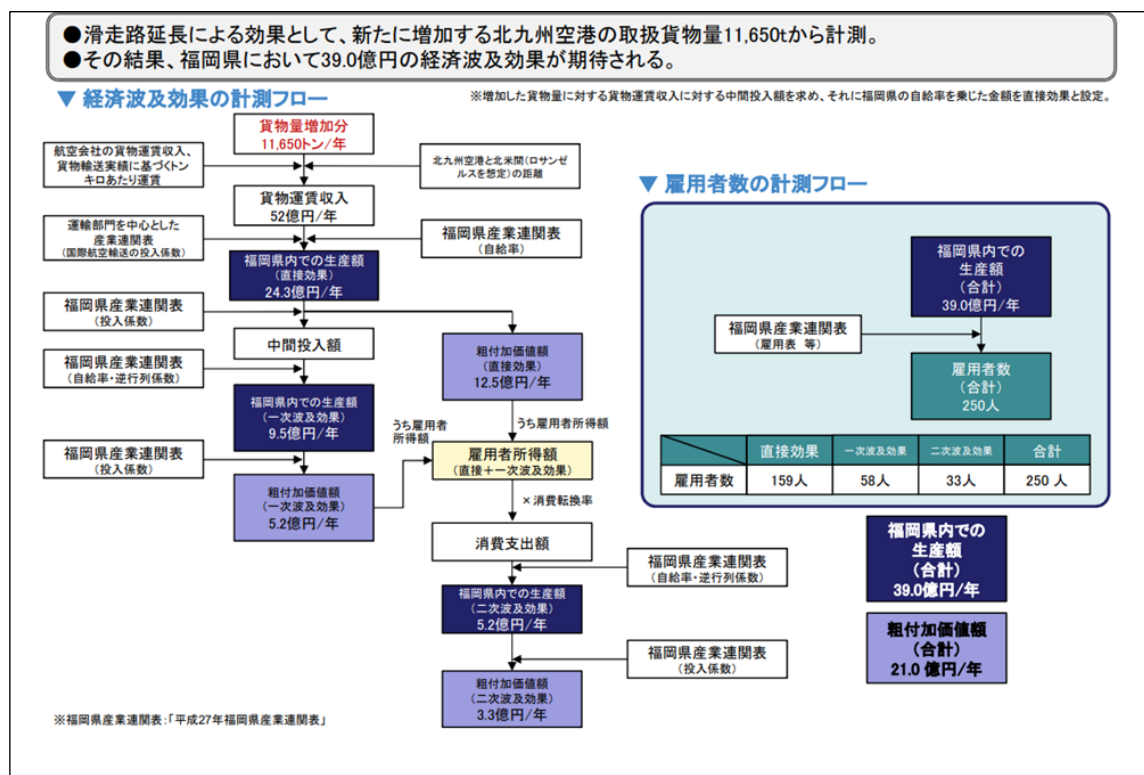 ●滑走路延長による効果として、新たに増加する北九州空港の取扱貨物量11,650tから計測。
●その結果、福岡県において39.0億円の経済波及効果が期待される。
▼ 経済波及効果の計測フロー
※増加した貨物量に対する貨物運賃収入に対する中間投入額を求め、それに福岡県の自給率を乗じた金額を直接効果と設定。
貨物量増加分
11,650トン/年
航空会社の貨物運賃収入、
貨物輸送実績に基づくトン
キロあたり運賃
北九州空港と北米間(ロサンゼ
ルスを想定)の距離
貨物運賃収入
52億円/年
運輸部門を中心とした
産業連関表
(国際航空輸送の投入係数)
福岡県産業連関表
(自給率)
福岡県内での生産額
(直接効果)
24.3億円/年
福岡県産業連関表
(投入係数)
中間投入額
粗付加価値額
(直接効果)
12.5億円/年
福岡県産業連関表
(自給率・逆行列係数)
福岡県内での生産額
(一次波及効果)
9.5億円/年
うち雇用者
所得額
うち雇用者所得額
福岡県産業連関表
(投入係数)
雇用者所得額
(直接+一次波及効果)
粗付加価値額
(一次波及効果)
5.2億円/年
×消費転換率
消費支出額
福岡県産業連関表
(自給率・逆行列係数)
福岡県内での生産額
(二次波及効果)
5.2億円/年
福岡県産業連関表
(投入係数)
粗付加価値額
(二次波及効果)
3.3億円/年
※福岡県産業連関表:「平成27年福岡県産業連関表」
▼ 雇用者数の計測フロー
福岡県内での
生産額
(合計)
39.0億円/年
福岡県産業連関表
(雇用表 等)
雇用者数
(合計)
250人
直接効果 一次波及効果 二次波及効果 合計
雇用者数 159人 58人 33人 250 人
福岡県内での
生産額
(合計)
39.0億円/年
粗付加価値額
(合計)
21.0 億円/年